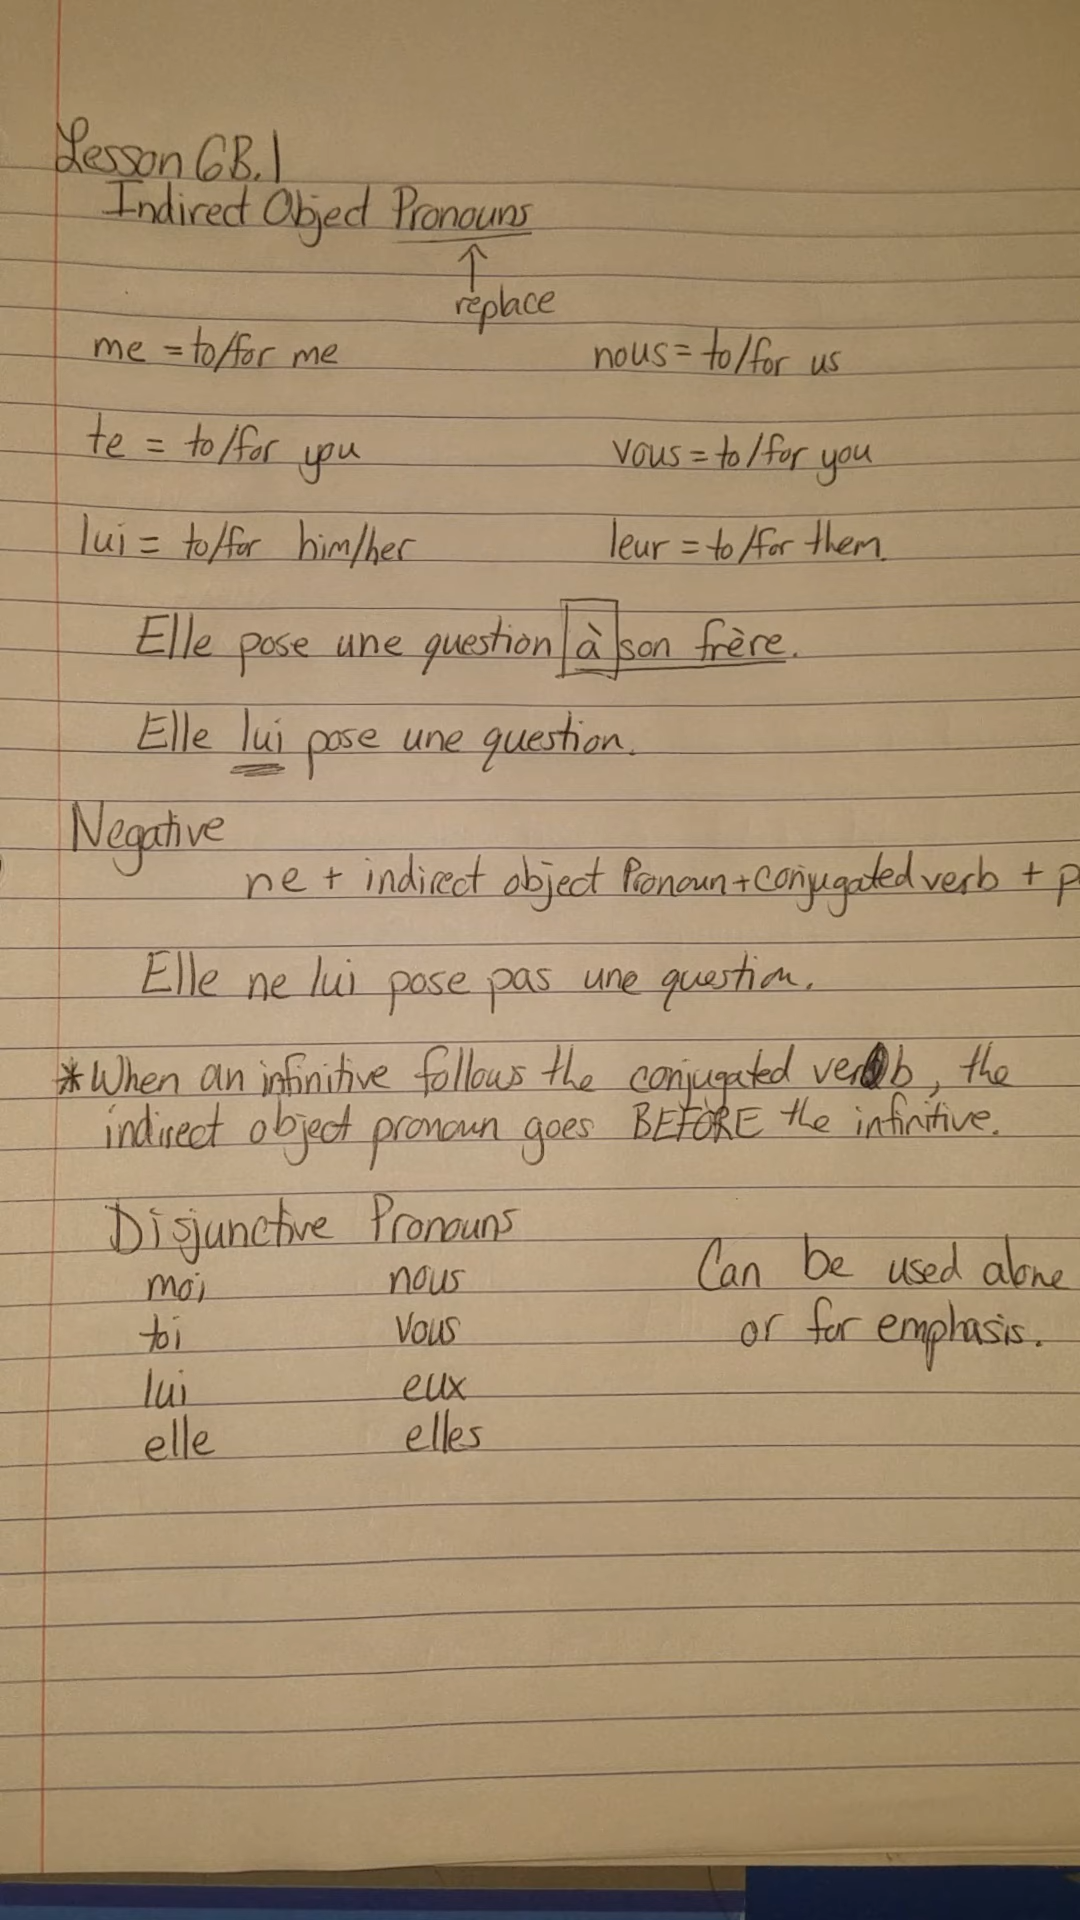 Lesson 6B.1
Indirect Object Pronouns
replace
me = to/for me nous = to/for us
te = to/for you vous = to/for you
lui = to/for him/her leur = to/for them
Elle pose une question à son frère.
Elle lui pose une question.
Negative
ne + indirect object Pronoun + conjugated verb + p
Elle ne lui pose pas une question.
*When an infinitive follows the conjugated verb, the
indirect object pronoun goes BEFORE the infinitive.
Disjunctive Pronouns
moi nous Can be used alone
toi vous or for emphasis.
lui eux
elle elles